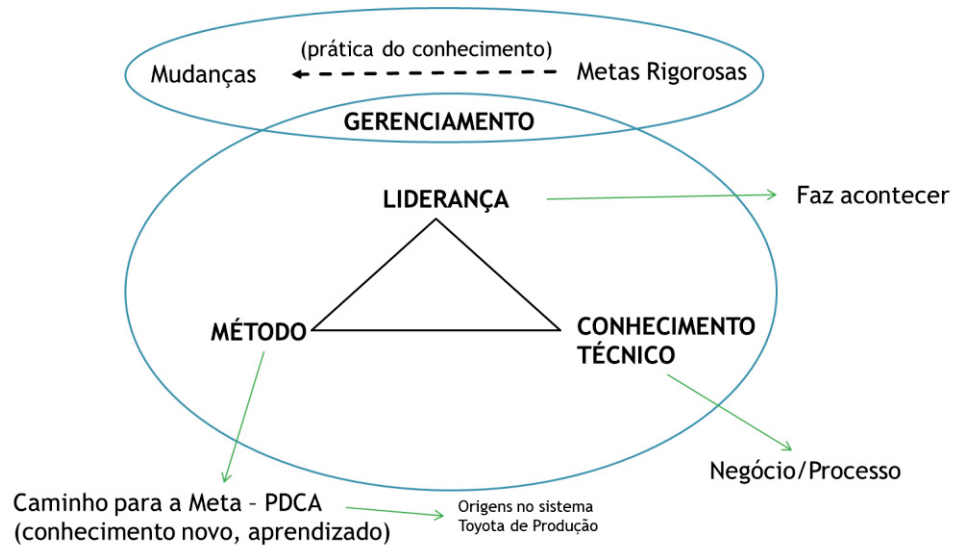 (prática do conhecimento)
Mudanças
Metas Rigorosas
GERENCIAMENTO
LIDERANÇA
Faz acontecer
MÉTODO
CONHECIMENTO
TÉCNICO
Negócio/Processo
Caminho para a Meta – PDCA
(conhecimento novo, aprendizado)
Origens no sistema
Toyota de Produção